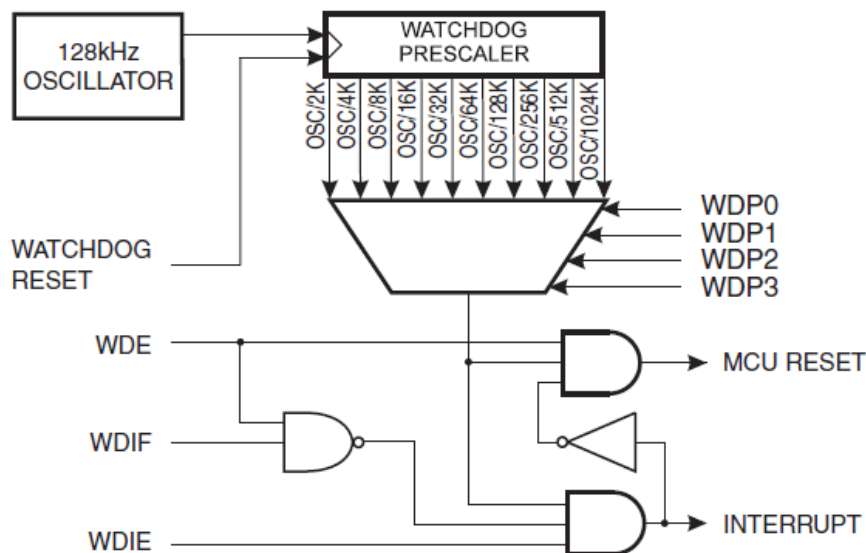 128kHz
OSCILLATOR
WATCHDOG
PRESCALER
OSC/2K
OSC/4K
OSC/8K
OSC/16K
OSC/32K
OSC/64K
OSC/128K
OSC/256K
OSC/512K
OSC/1024K
WDP0
WDP1
WDP2
WDP3
WATCHDOG
RESET
WDE
MCU RESET
WDIF
INTERRUPT
WDIE